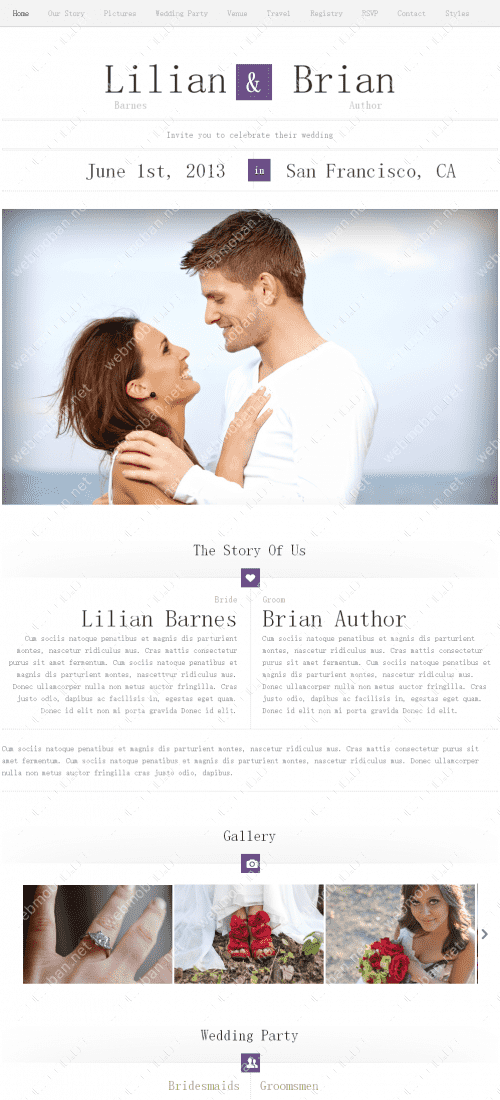 Home Our Story Pictures Wedding Party Venue Travel Registry RSVP Contact Styles
Lilian & Brian
Barnes Author
Invite you to celebrate their wedding
June 1st, 2013 in San Francisco, CA
webmoban.net
The Story Of Us
Bride
Lilian Barnes
Cum sociis natoque penatibus et magnis dis parturient
montes, nascetur ridiculus mus. Cras mattis consectetur
purus sit amet fermentum. Cum sociis natoque penatibus et
magnis dis parturient montes, nascettvur ridiculus mus.
Donec ullamcorper nulla non metus auctor fringilla. Cras
justo odio, dapibus ac facilisis in, egestas eget quam.
Donec id elit non mi porta gravida Donec id elit.
Groom
Brian Author
Cum sociis natoque penatibus et magnis dis parturient
montes, nascetur ridiculus mus. Cras mattis consectetur
purus sit amet fermentum. Cum sociis natoque penatibus et
magnis dis parturient montes, nascetur ridiculus mus.
Donec ullamcorper nulla non metus auctor fringilla. Cras
justo odio, dapibus ac facilisis in, egestas eget quam.
Donec id elit non mi porta gravida Donec id elit.
Cum sociis natoque penatibus et magnis dis parturient montes, nascetur ridiculus mus. Cras mattis consectetur purus sit
amet fermentum. Cum sociis natoque penatibus et magnis dis parturient montes, nascetur ridiculus mus. Donec ullamcorper
nulla non metus auctor fringilla cras justo odio, dapibus.
Gallery
Wedding Party
Bridesmaids Groomsmen